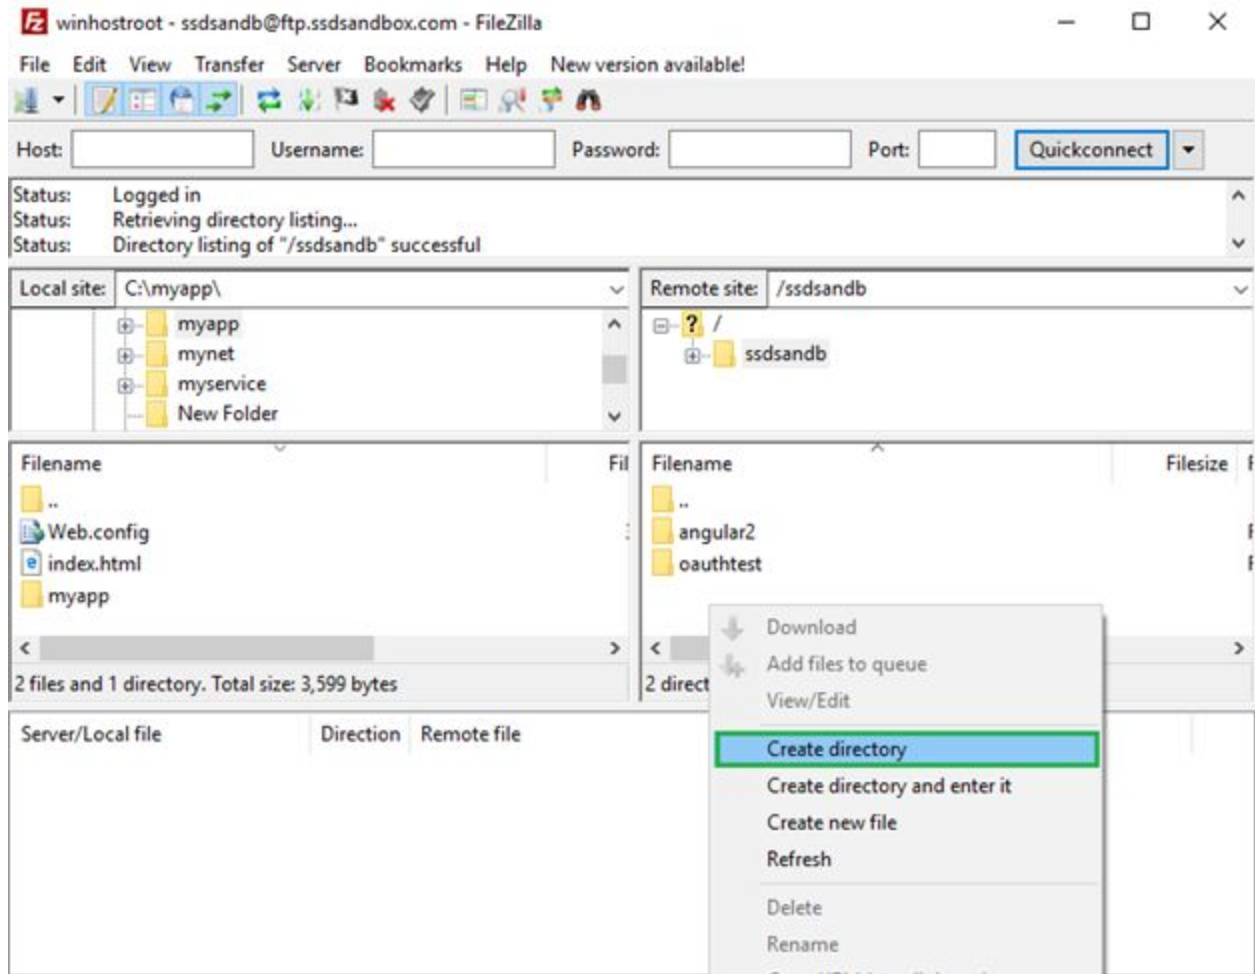 winhostroot - ssdsandb@ftp.ssdsandbox.com - FileZilla
File Edit View Transfer Server Bookmarks Help New version available!
Host: Username: Password: Port: Quickconnect
Status: Logged in
Status: Retrieving directory listing...
Status: Directory listing of "/ssdsandb" successful
Local site: C:\myapp\
myapp
mynet
myservice
New Folder
Remote site: /ssdsandb
? /
ssdsandb
Filename Fil
..
Web.config
index.html
myapp
2 files and 1 directory. Total size: 3,599 bytes
Filename Filesize F
..
angular2
oauthtest
2 direct
Server/Local file Direction Remote file
Download
Add files to queue
View/Edit
Create directory
Create directory and enter it
Create new file
Refresh
Delete
Rename